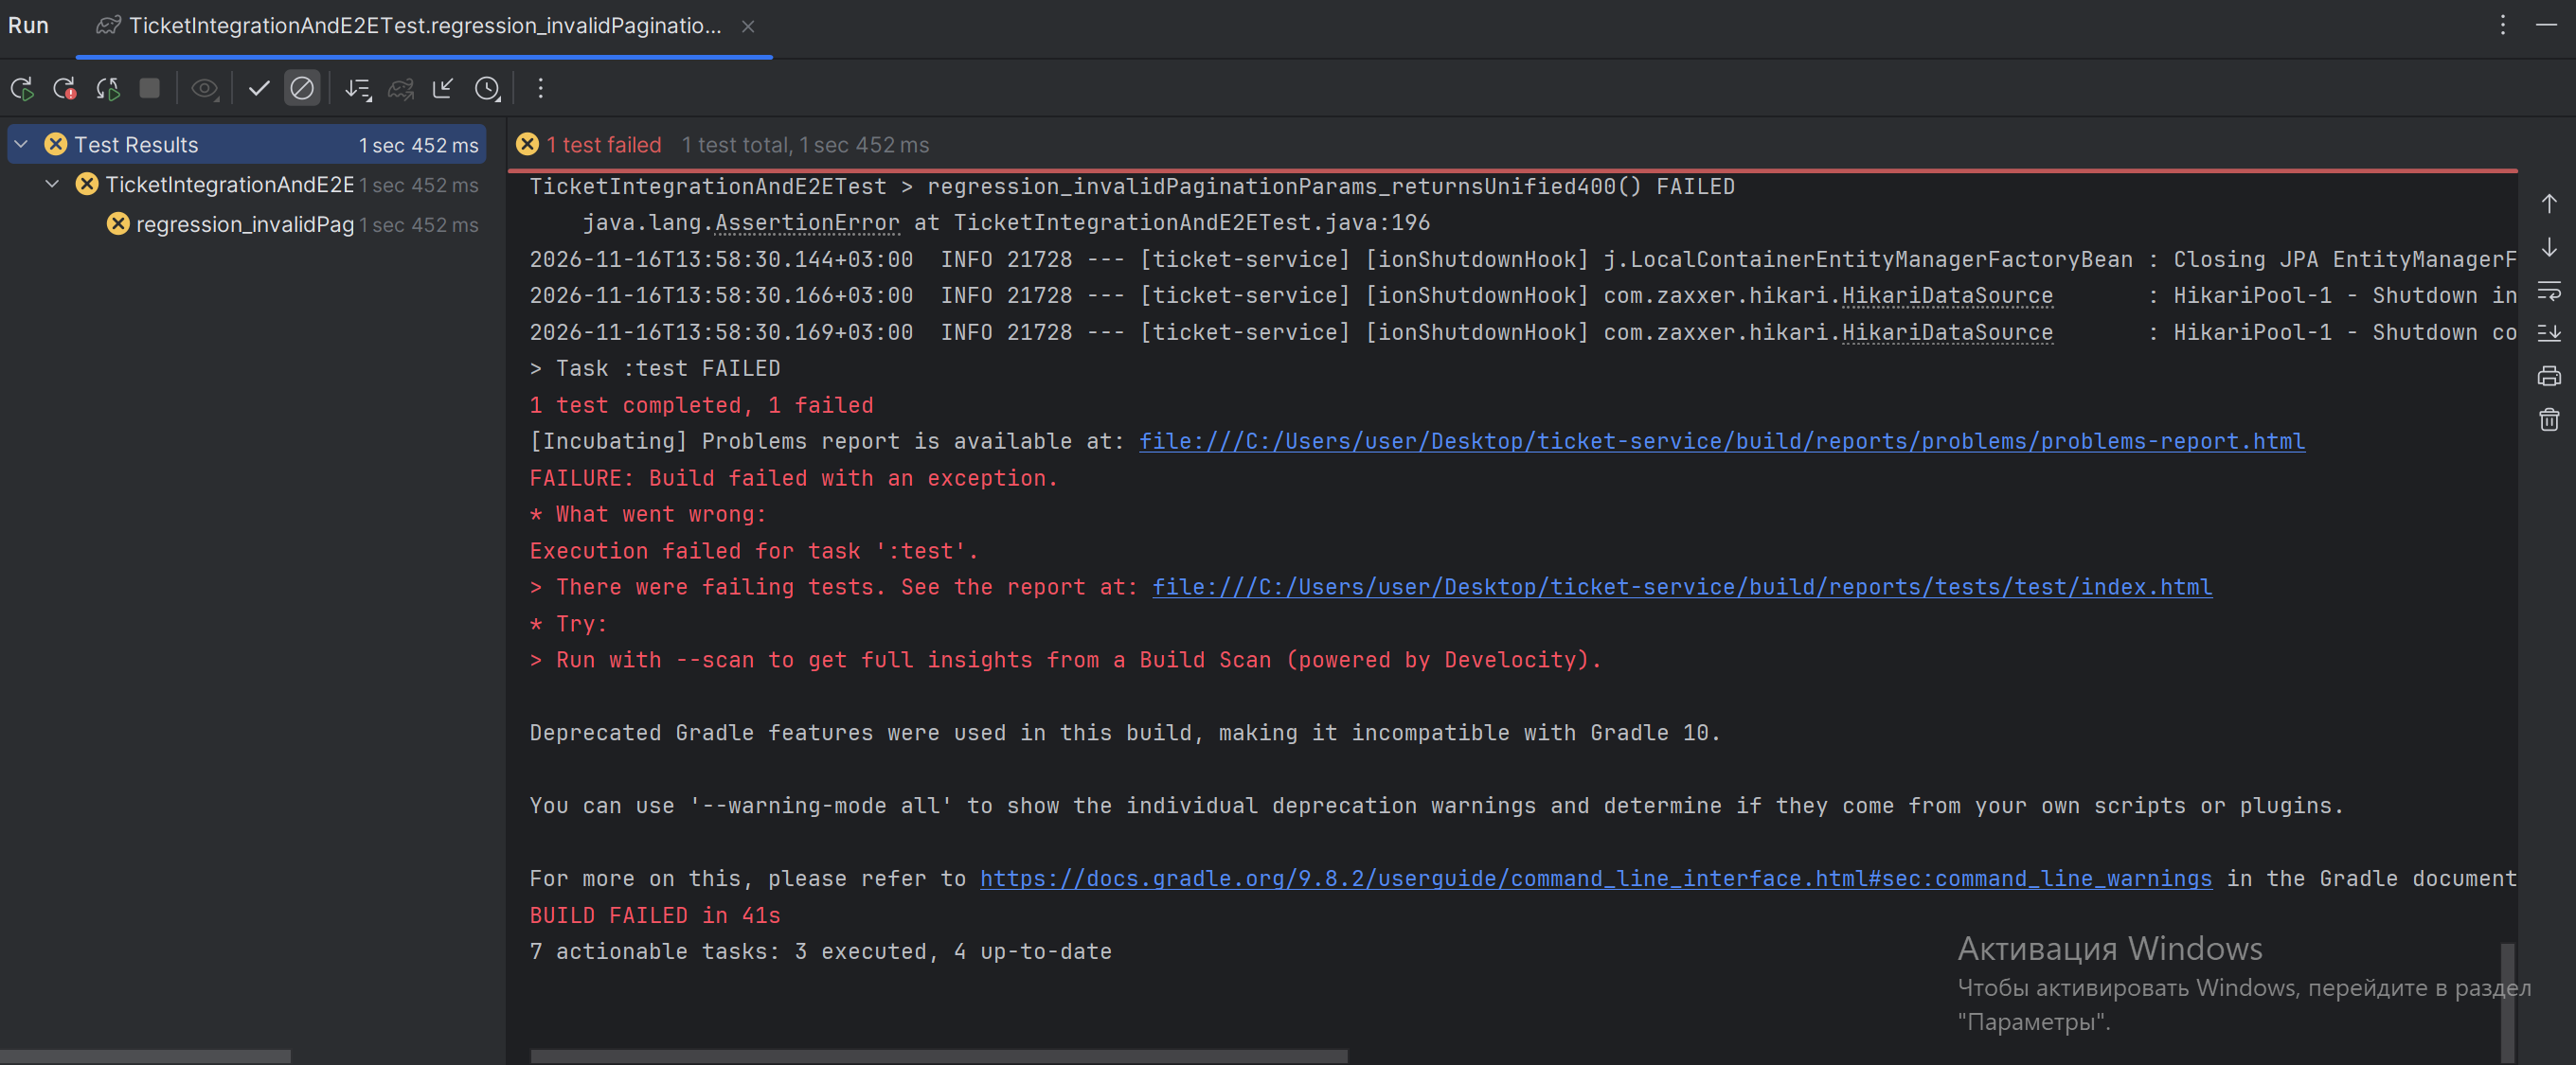 Run TicketIntegrationAndE2ETest.regression_invalidPaginatio...
Test Results 1 sec 452 ms
TicketIntegrationAndE2E 1 sec 452 ms
regression_invalidPag 1 sec 452 ms
1 test failed 1 test total, 1 sec 452 ms
TicketIntegrationAndE2ETest > regression_invalidPaginationParams_returnsUnified400() FAILED
java.lang.AssertionError at TicketIntegrationAndE2ETest.java:196
2026-11-16T13:58:30.144+03:00  INFO 21728 --- [ticket-service] [ionShutdownHook] j.LocalContainerEntityManagerFactoryBean : Closing JPA EntityManagerF
2026-11-16T13:58:30.166+03:00  INFO 21728 --- [ticket-service] [ionShutdownHook] com.zaxxer.hikari.HikariDataSource       : HikariPool-1 - Shutdown in
2026-11-16T13:58:30.169+03:00  INFO 21728 --- [ticket-service] [ionShutdownHook] com.zaxxer.hikari.HikariDataSource       : HikariPool-1 - Shutdown co
> Task :test FAILED
1 test completed, 1 failed
[Incubating] Problems report is available at: file:///C:/Users/user/Desktop/ticket-service/build/reports/problems/problems-report.html
FAILURE: Build failed with an exception.
* What went wrong:
Execution failed for task ':test'.
> There were failing tests. See the report at: file:///C:/Users/user/Desktop/ticket-service/build/reports/tests/test/index.html
* Try:
> Run with --scan to get full insights from a Build Scan (powered by Develocity).
Deprecated Gradle features were used in this build, making it incompatible with Gradle 10.
You can use '--warning-mode all' to show the individual deprecation warnings and determine if they come from your own scripts or plugins.
For more on this, please refer to https://docs.gradle.org/9.8.2/userguide/command_line_interface.html#sec:command_line_warnings in the Gradle document
BUILD FAILED in 41s
7 actionable tasks: 3 executed, 4 up-to-date
Активация Windows
Чтобы активировать Windows, перейдите в раздел
"Параметры".